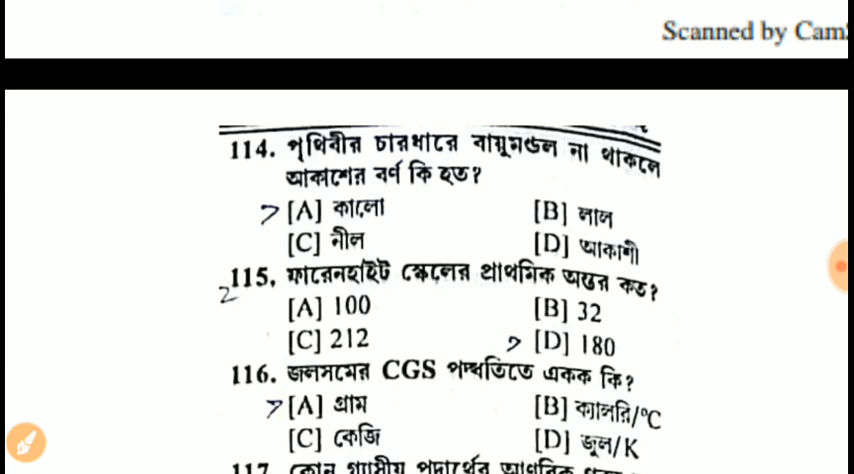 Scanned by Cam
114. পৃথিবীর চারধারে বায়ুমণ্ডল না থাকলে
আকাশের বর্ণ কি হত?
[A] কালো [B] লাল
[C] নীল [D] আকাশী
115. ফারেনহাইট স্কেলের প্রাথমিক অন্তর কত?
[A] 100 [B] 32
[C] 212 [D] 180
116. জলসমের CGS পদ্ধতিতে একক কি?
[A] গ্রাম [B] ক্যালরি/°C
[C] কেজি [D] জুল/K
117 কোন গ্যাসীয় পদার্থের আণবিক